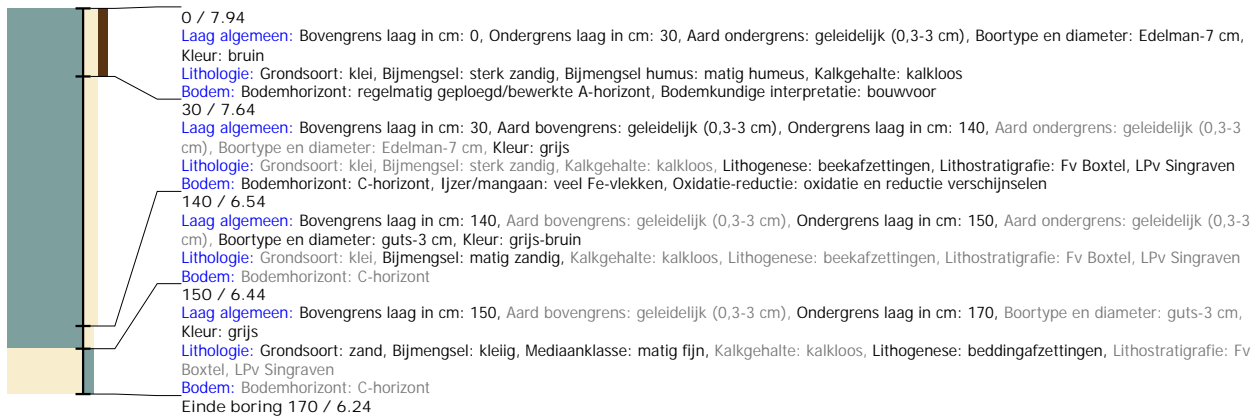 0 / 7.94
Laag algemeen: Bovengrens laag in cm: 0, Ondergrens laag in cm: 30, Aard ondergrens: geleidelijk (0,3-3 cm), Boortype en diameter: Edelman-7 cm,
Kleur: bruin
Lithologie: Grondsoort: klei, Bijmengsel: sterk zandig, Bijmengsel humus: matig humeus, Kalkgehalte: kalkloos
Bodem: Bodemhorizont: regelmatig geploegd/bewerkte A-horizont, Bodemkundige interpretatie: bouwvoor
30 / 7.64
Laag algemeen: Bovengrens laag in cm: 30, Aard bovengrens: geleidelijk (0,3-3 cm), Ondergrens laag in cm: 140, Aard ondergrens: geleidelijk (0,3-3
cm), Boortype en diameter: Edelman-7 cm, Kleur: grijs
Lithologie: Grondsoort: klei, Bijmengsel: sterk zandig, Kalkgehalte: kalkloos, Lithogenese: beekafzettingen, Lithostratigrafie: Fv Boxtel, LPv Singraven
Bodem: Bodemhorizont: C-horizont, Ijzer/mangaan: veel Fe-vlekken, Oxidatie-reductie: oxidatie en reductie verschijnselen
140 / 6.54
Laag algemeen: Bovengrens laag in cm: 140, Aard bovengrens: geleidelijk (0,3-3 cm), Ondergrens laag in cm: 150, Aard ondergrens: geleidelijk (0,3-3
cm), Boortype en diameter: guts-3 cm, Kleur: grijs-bruin
Lithologie: Grondsoort: klei, Bijmengsel: matig zandig, Kalkgehalte: kalkloos, Lithogenese: beekafzettingen, Lithostratigrafie: Fv Boxtel, LPv Singraven
Bodem: Bodemhorizont: C-horizont
150 / 6.44
Laag algemeen: Bovengrens laag in cm: 150, Aard bovengrens: geleidelijk (0,3-3 cm), Ondergrens laag in cm: 170, Boortype en diameter: guts-3 cm,
Kleur: grijs
Lithologie: Grondsoort: zand, Bijmengsel: kleiig, Mediaanklasse: matig fijn, Kalkgehalte: kalkloos, Lithogenese: beddingafzettingen, Lithostratigrafie: Fv
Boxtel, LPv Singraven
Bodem: Bodemhorizont: C-horizont
Einde boring 170 / 6.24